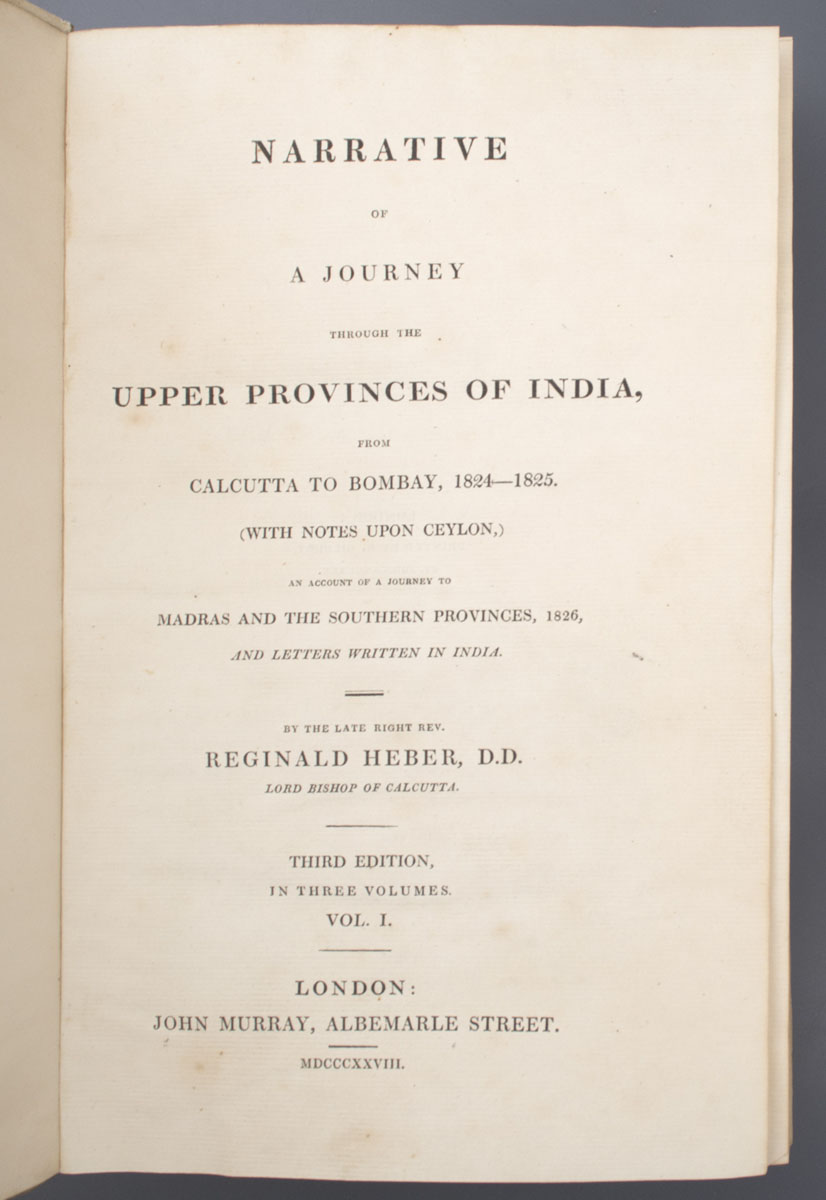 NARRATIVE
OF
A JOURNEY
THROUGH THE
UPPER PROVINCES OF INDIA,
FROM
CALCUTTA TO BOMBAY, 1824—1825.
(WITH NOTES UPON CEYLON,)
AN ACCOUNT OF A JOURNEY TO
MADRAS AND THE SOUTHERN PROVINCES, 1826,
AND LETTERS WRITTEN IN INDIA.
BY THE LATE RIGHT REV.
REGINALD HEBER, D.D.
LORD BISHOP OF CALCUTTA.
THIRD EDITION,
IN THREE VOLUMES.
VOL. I.
LONDON:
JOHN MURRAY, ALBEMARLE STREET.
MDCCCXXVIII.